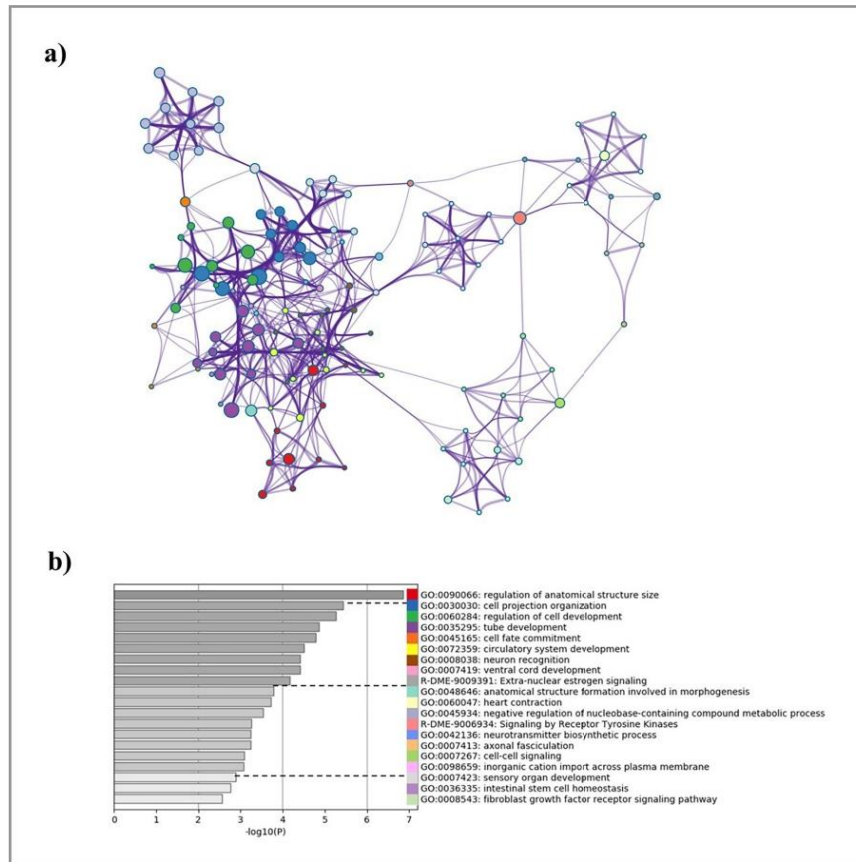 a)
b)
GO:0090066: regulation of anatomical structure size
GO:0030030: cell projection organization
GO:0060284: regulation of cell development
GO:0035295: tube development
GO:0045165: cell fate commitment
GO:0072359: circulatory system development
GO:0008038: neuron recognition
GO:0007419: ventral cord development
R-DME-9009391: Extra-nuclear estrogen signaling
GO:0048646: anatomical structure formation involved in morphogenesis
GO:0060047: heart contraction
GO:0045934: negative regulation of nucleobase-containing compound metabolic process
R-DME-9006934: Signaling by Receptor Tyrosine Kinases
GO:0042136: neurotransmitter biosynthetic process
GO:0007413: axonal fasciculation
GO:0007267: cell-cell signaling
GO:0098659: inorganic cation import across plasma membrane
GO:0007423: sensory organ development
GO:0036335: intestinal stem cell homeostasis
GO:0008543: fibroblast growth factor receptor signaling pathway
0 1 2 3 4 5 6 7
-log10(P)